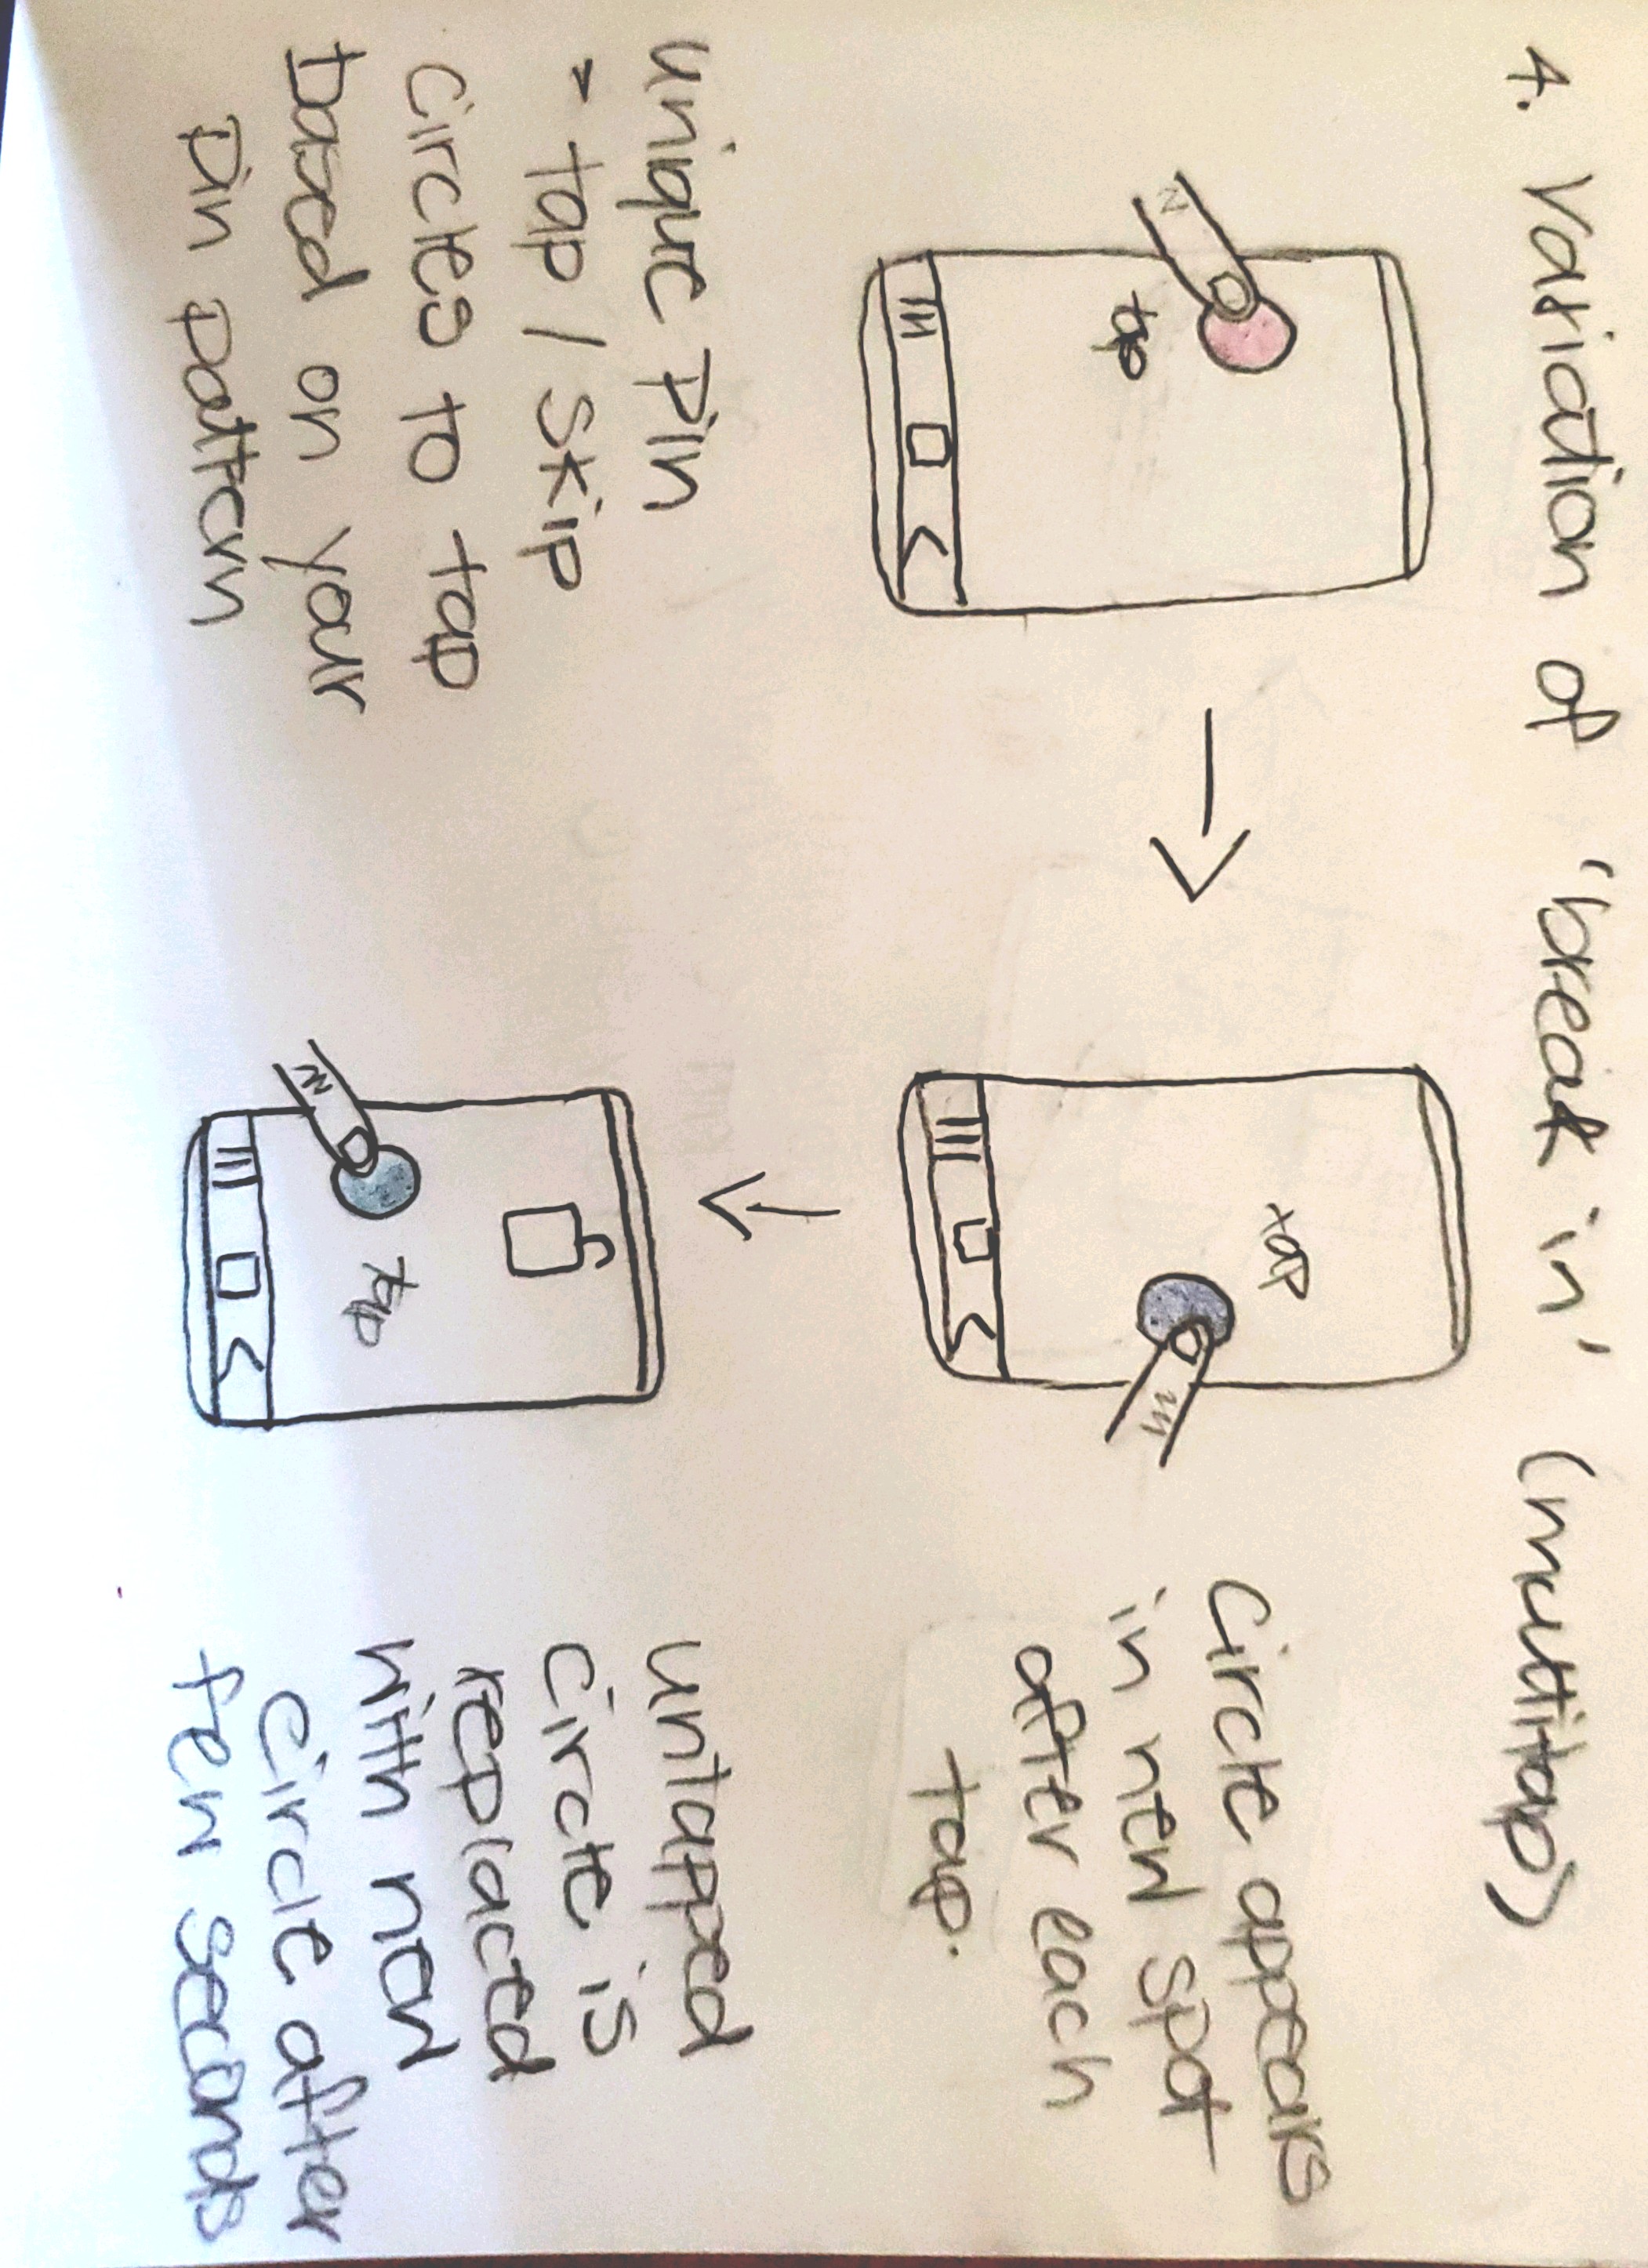 4. Variation of 'break in' (multitap)
tap
tap
Circle appears
in new spot
after each
tap.
unique pin
> tap / skip
circles to tap
based on your
pin pattern
tap
untapped
circle is
replaced
with new
circle after
few seconds